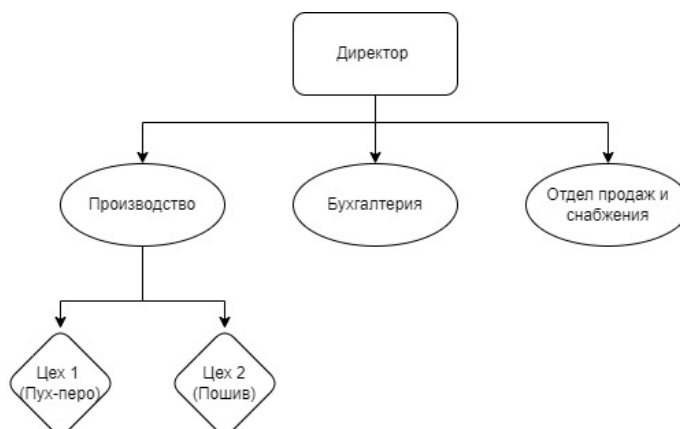 Директор
Производство
Бухгалтерия
Отдел продаж и
снабжения
Цех 1
(Пух-перо)
Цех 2
(Пошив)